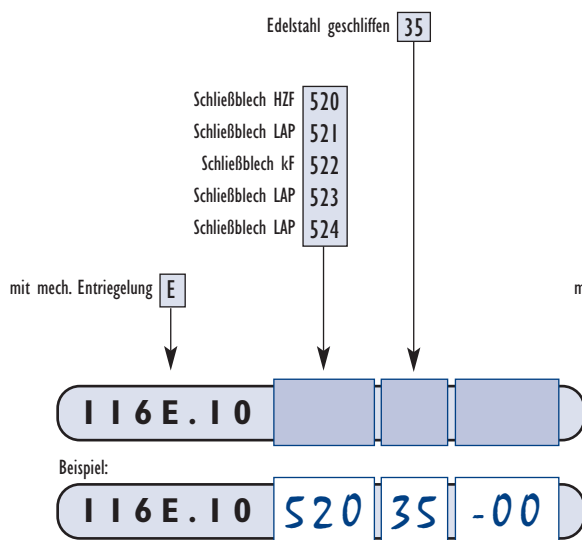 Edelstahl geschliffen 35
Schließblech HZF 520
Schließblech LAP 521
Schließblech kF 522
Schließblech LAP 523
Schließblech LAP 524
mit mech. Entriegelung E
116E.10
Beispiel:
116E.10 520 35 -00